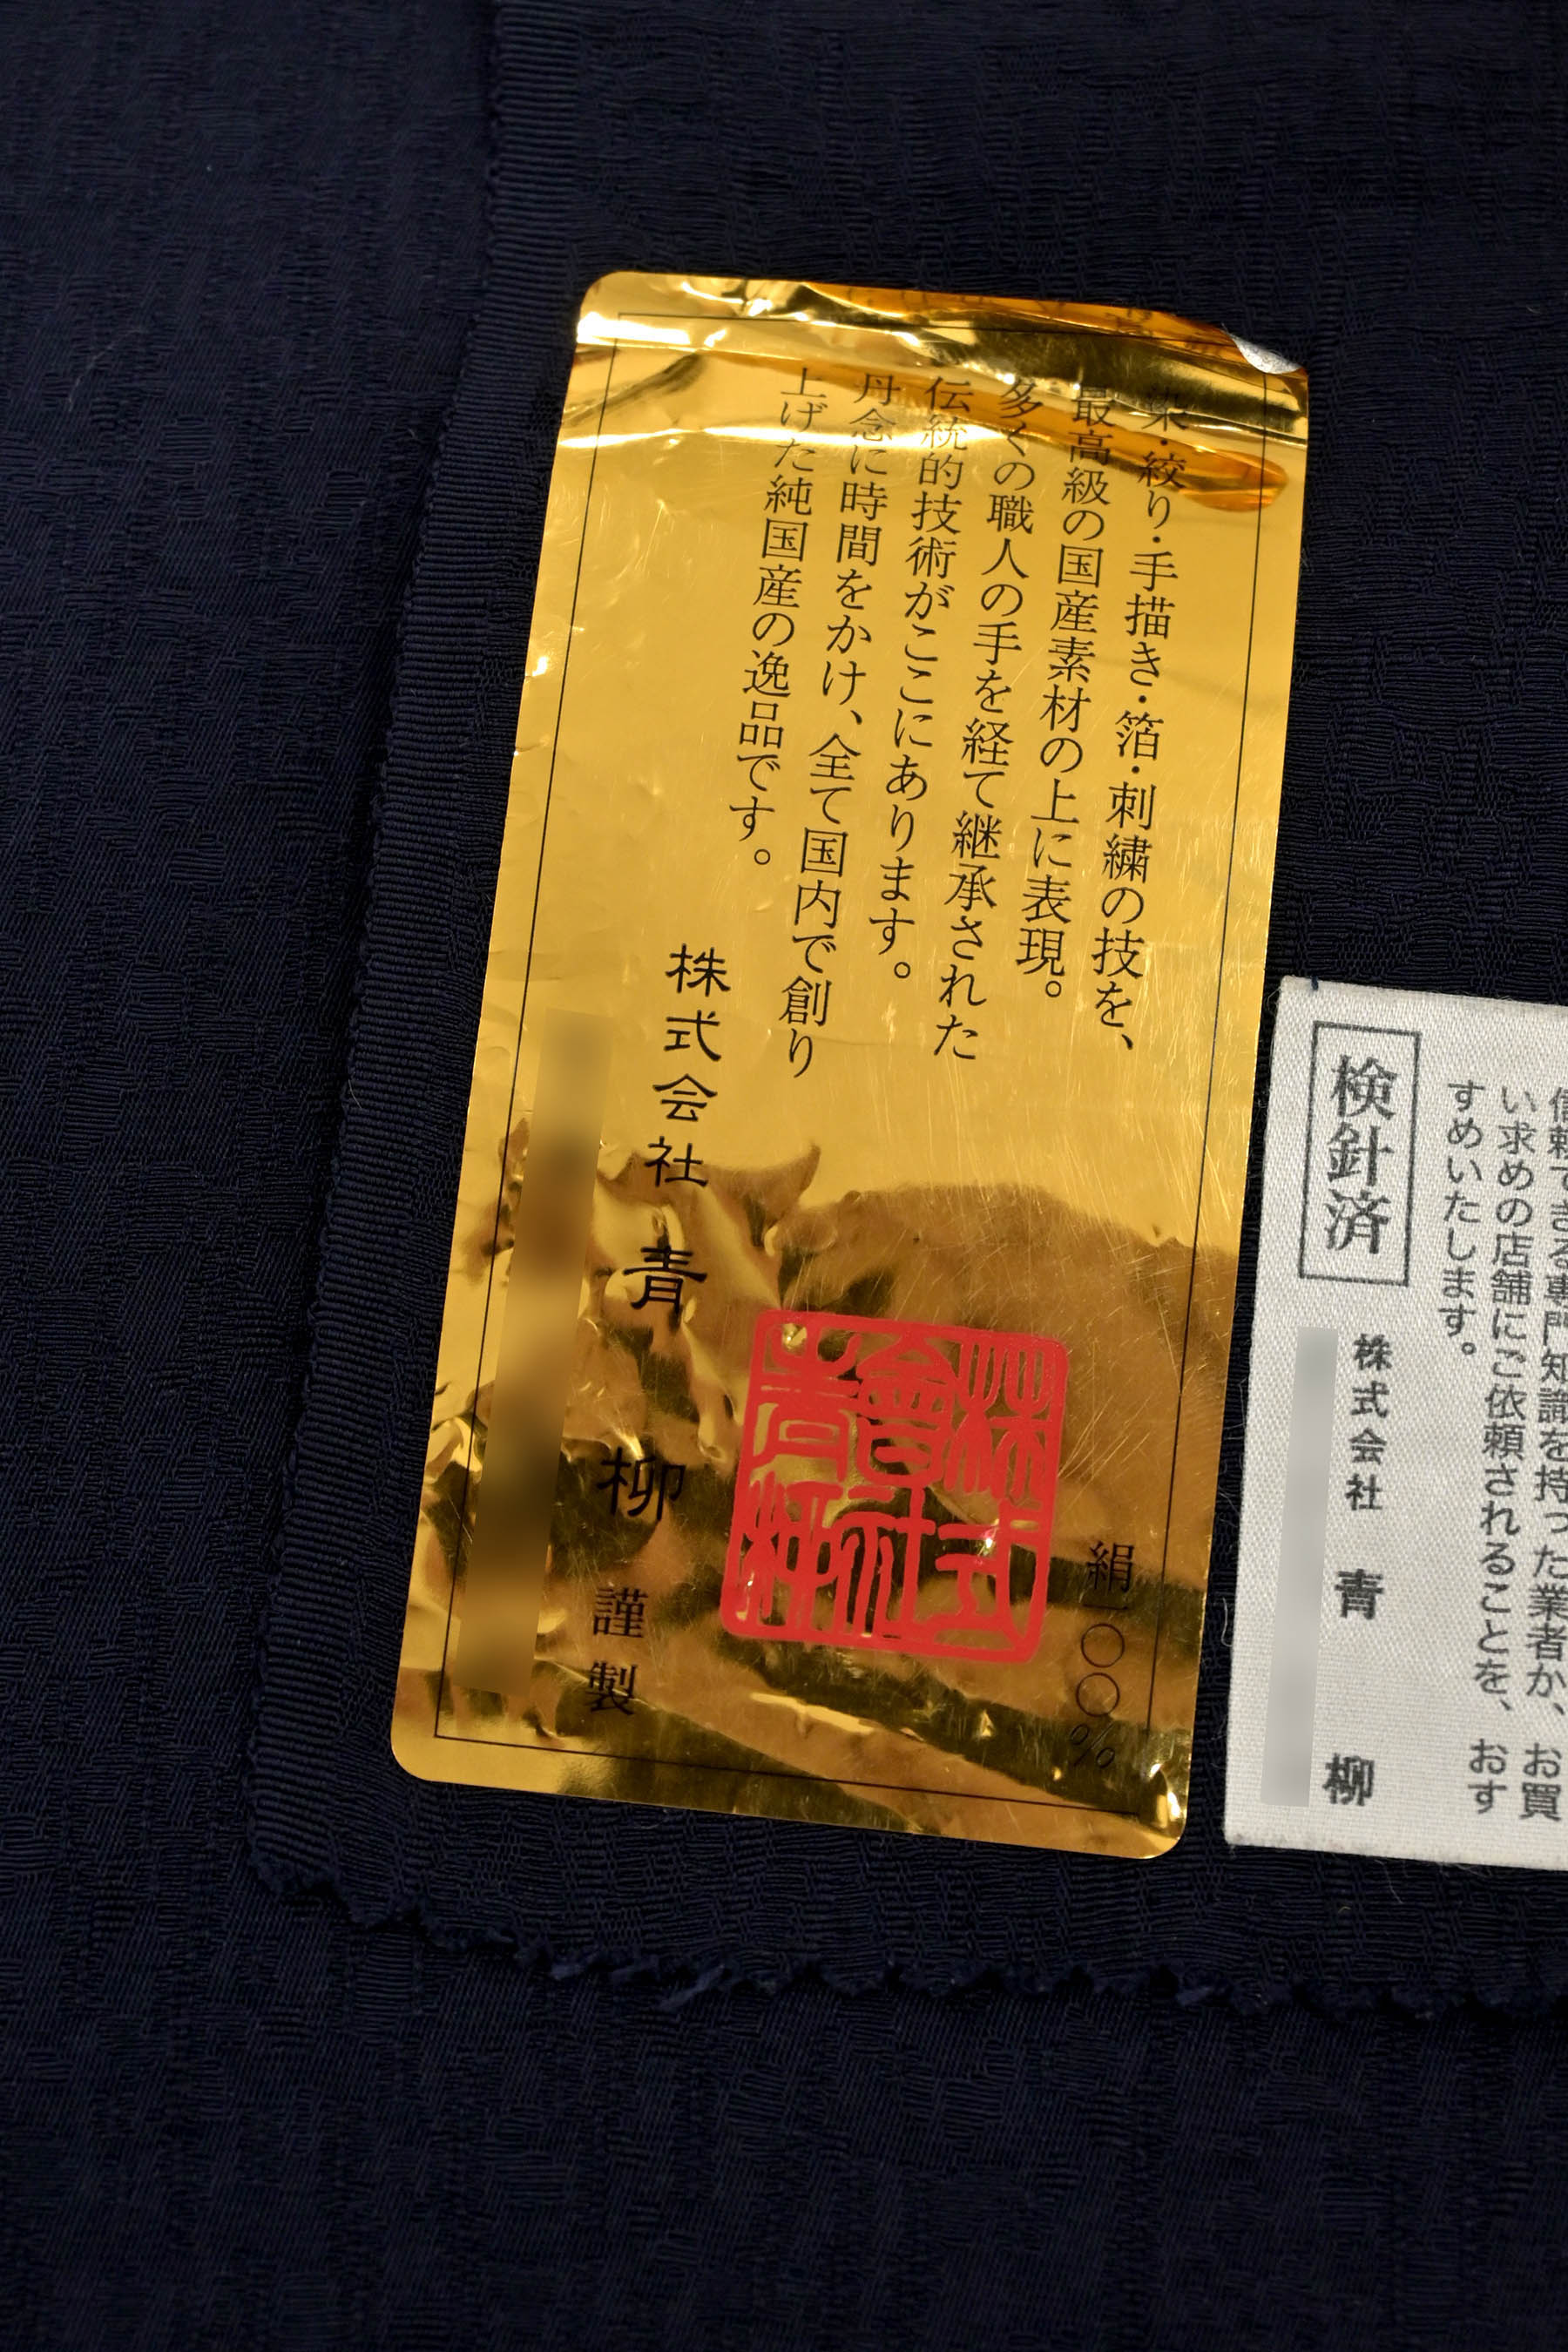 染・絞り・手描き・箔・刺繍の技を、
最高級の国産素材の上に表現。
多くの職人の手を経て継承された
伝統的技術がここにあります。
丹念に時間をかけ、全て国内で創り
上げた純国産の逸品です。
絹一〇〇%
株式会社青柳
株式会社 青柳 謹製
信頼できる専門知識を持った業者か、お買
い求めの店舗にご依頼されることを、おす
すめいたします。
検針済
株式会社 青柳